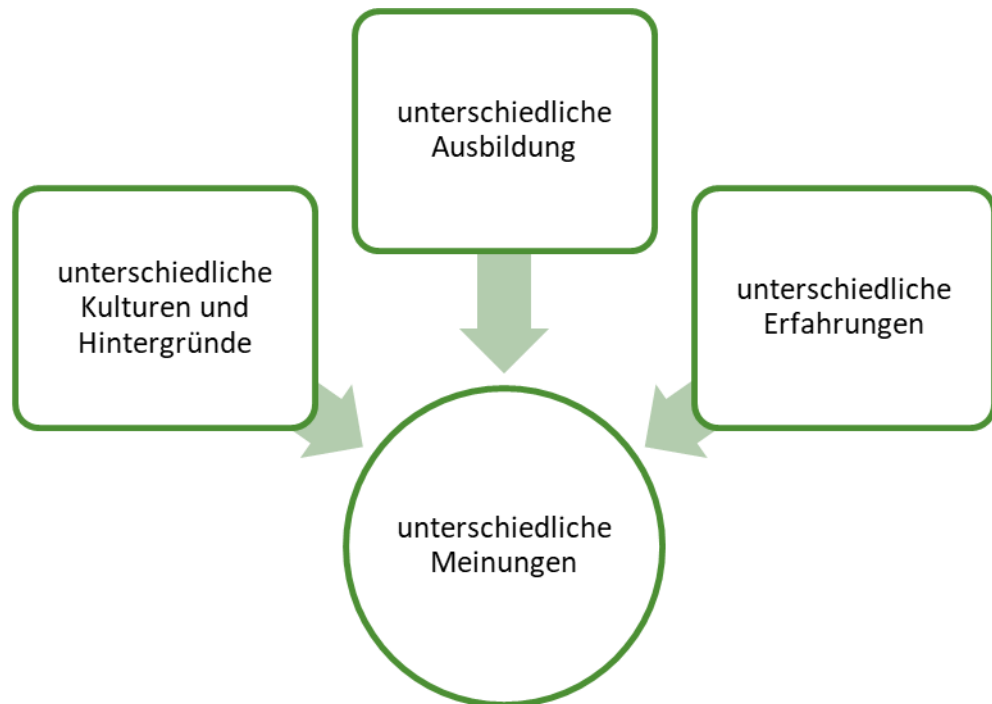 unterschiedliche
Ausbildung
unterschiedliche
Kulturen und
Hintergründe
unterschiedliche
Erfahrungen
unterschiedliche
Meinungen